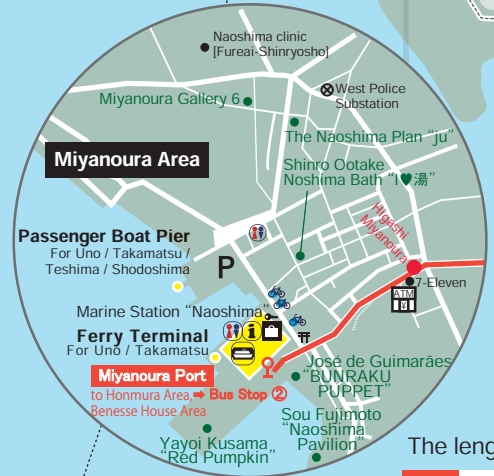 Naoshima clinic
[Fureai-Shinryosho]
West Police
Substation
Miyanoura Gallery 6
The Naoshima Plan “ju”
Miyanoura Area
Shinro Ootake
Noshima Bath “I♥湯”
Higashi
Miyanoura
Passenger Boat Pier
For Uno / Takamatsu /
Teshima / Shodoshima
P
7-Eleven
ATM
¥
Marine Station “Naoshima”
Ferry Terminal
For Uno / Takamatsu
i
Miyanoura Port
to Honmura Area,
Benesse House Area
➡ Bus Stop ②
José de Guimarães
“BUNRAKU
PUPPET”
Sou Fujimoto
“Naoshima
Pavilion”
Yayoi Kusama
“Red Pumpkin”
The leng